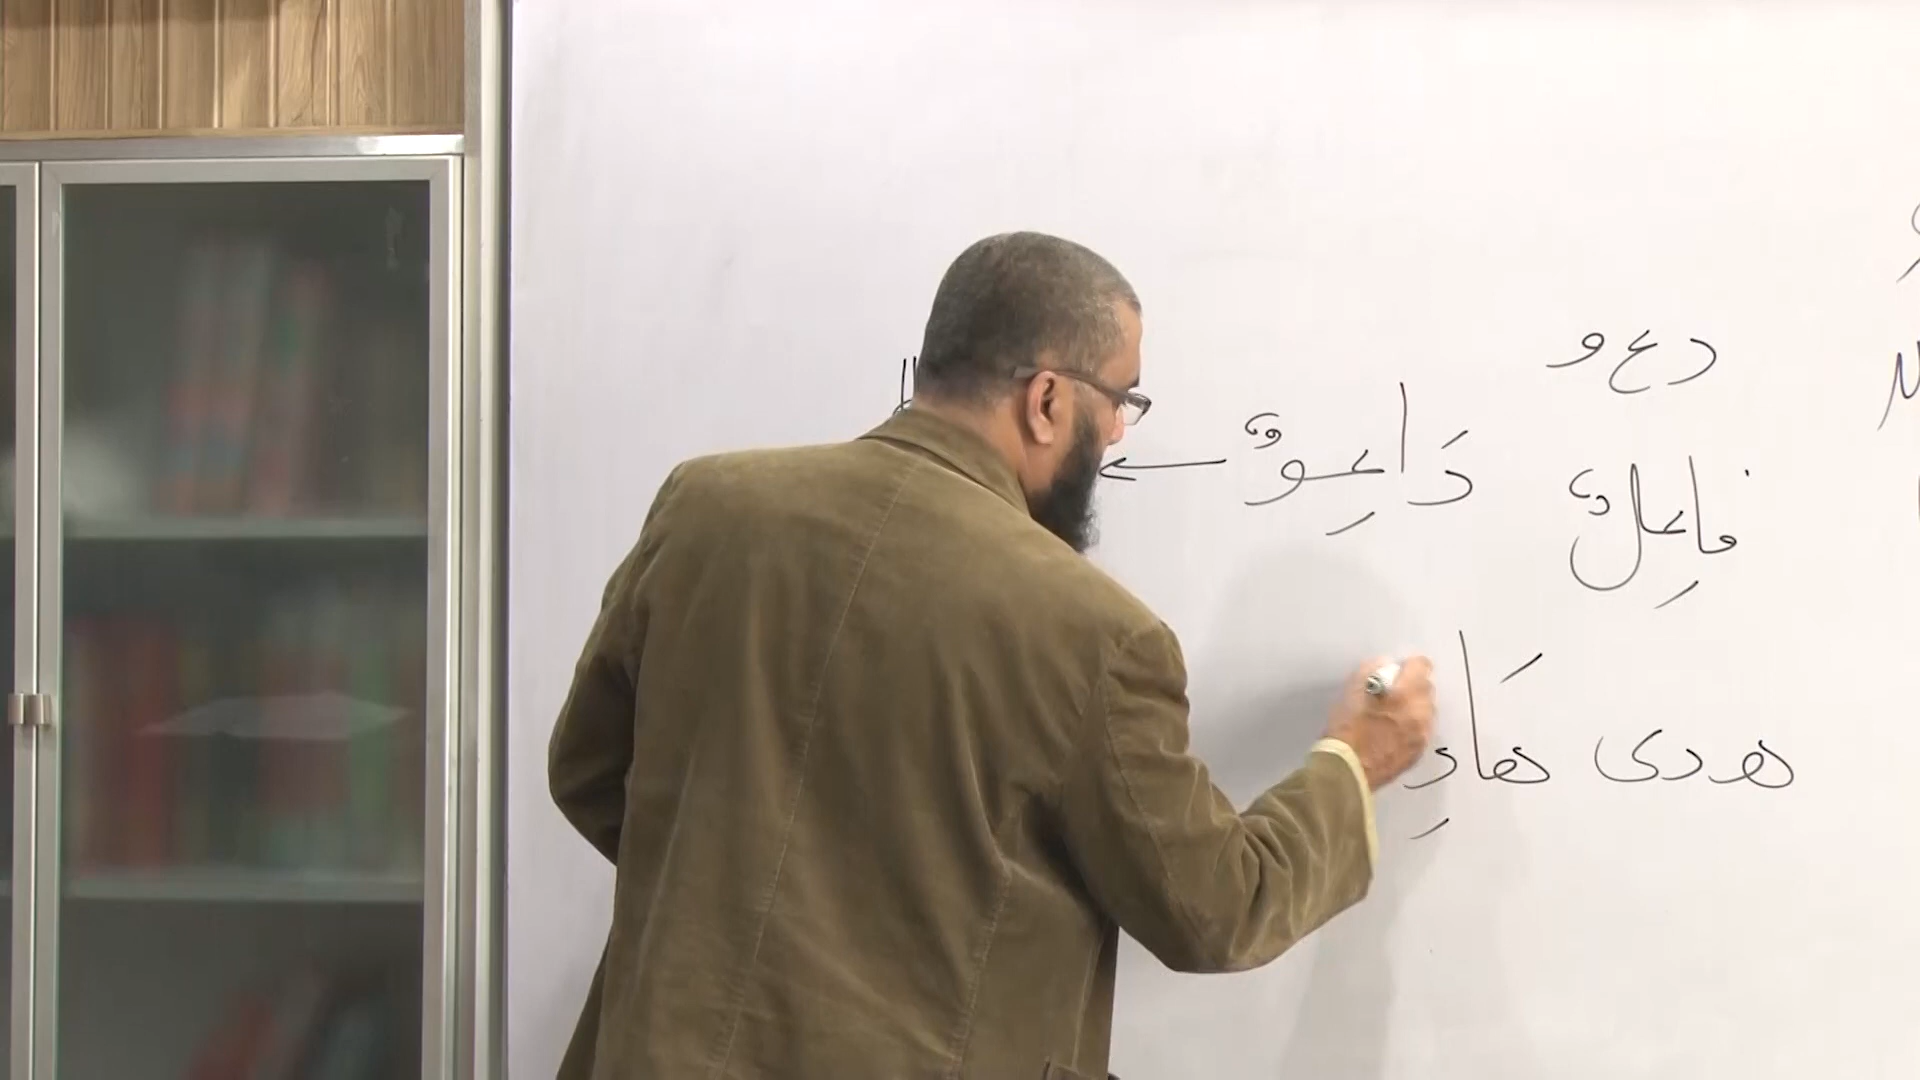 دعو
دَاعِوٌ ←
فاعِلٌ
هدى هَادِ